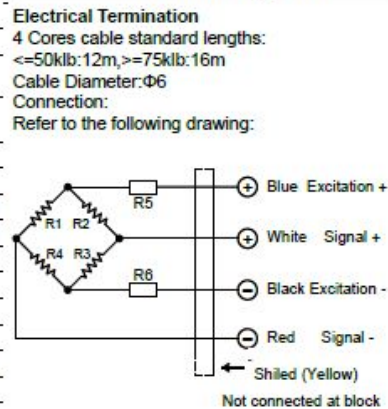 Electrical Termination
4 Cores cable standard lengths:
<=50klb:12m,>=75klb:16m
Cable Diameter:Φ6
Connection:
Refer to the following drawing:
R5
Blue Excitation +
R1 R2
White Signal +
R4 R3
R6
Black Excitation -
Red Signal -
Shiled (Yellow)
Not connected at block